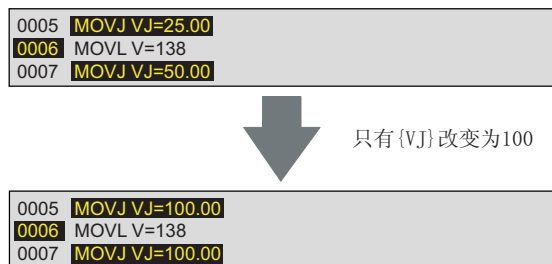 0005 MOVJ VJ=25.00
0006 MOVL V=138
0007 MOVJ VJ=50.00
只有{VJ}改变为100
0005 MOVJ VJ=100.00
0006 MOVL V=138
0007 MOVJ VJ=100.00